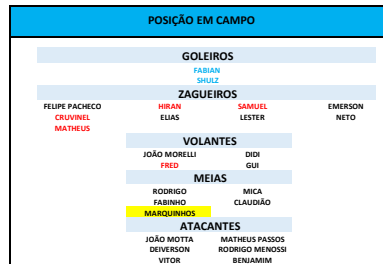 POSIÇÃO EM CAMPO
GOLEIROS
FABIAN
SHULZ
ZAGUEIROS
FELIPE PACHECO HIRAN SAMUEL EMERSON
CRUVINEL ELIAS LESTER NETO
MATHEUS
VOLANTES
JOÃO MORELLI DIDI
FRED GUI
MEIAS
RODRIGO MICA
FABINHO CLAUDIÃO
MARQUINHOS
ATACANTES
JOÃO MOTTA MATHEUS PASSOS
DEIVERSON RODRIGO MENOSSI
VITOR BENJAMIM